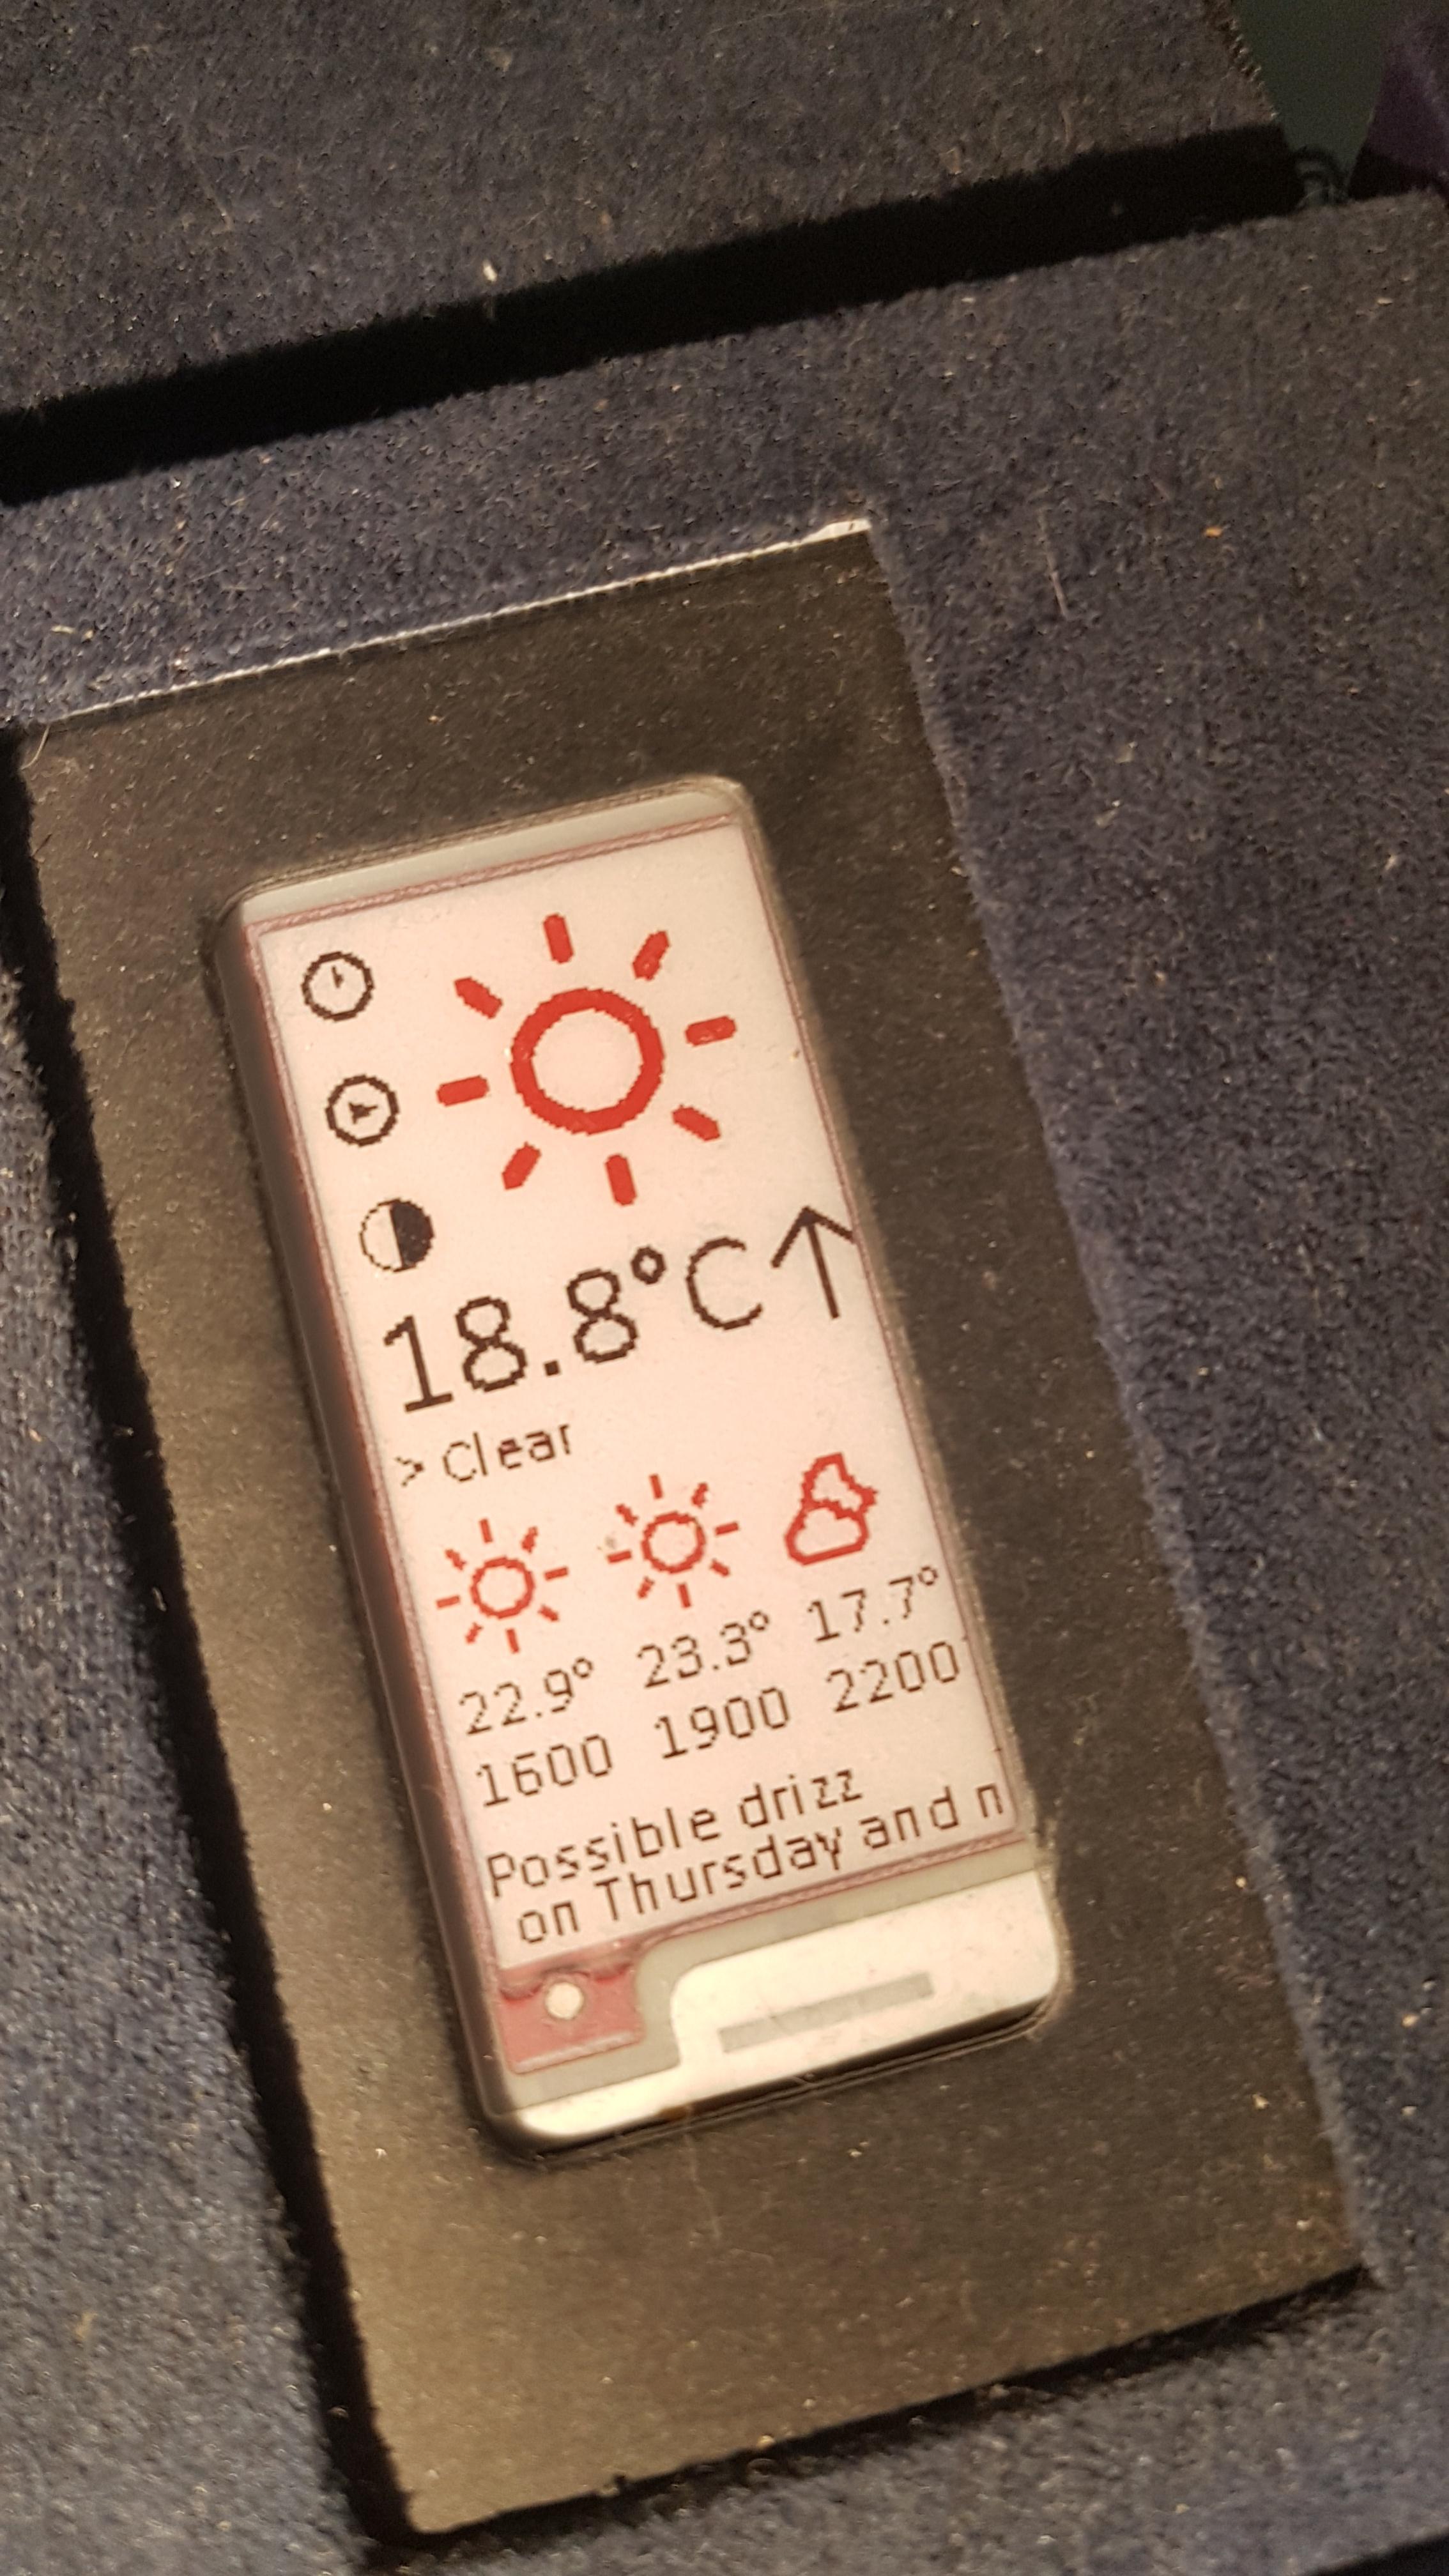 18.8°C↑
> Clear
22.9° 23.3° 17.7°
1600 1900 2200
Possible drizz
on Thursday and n